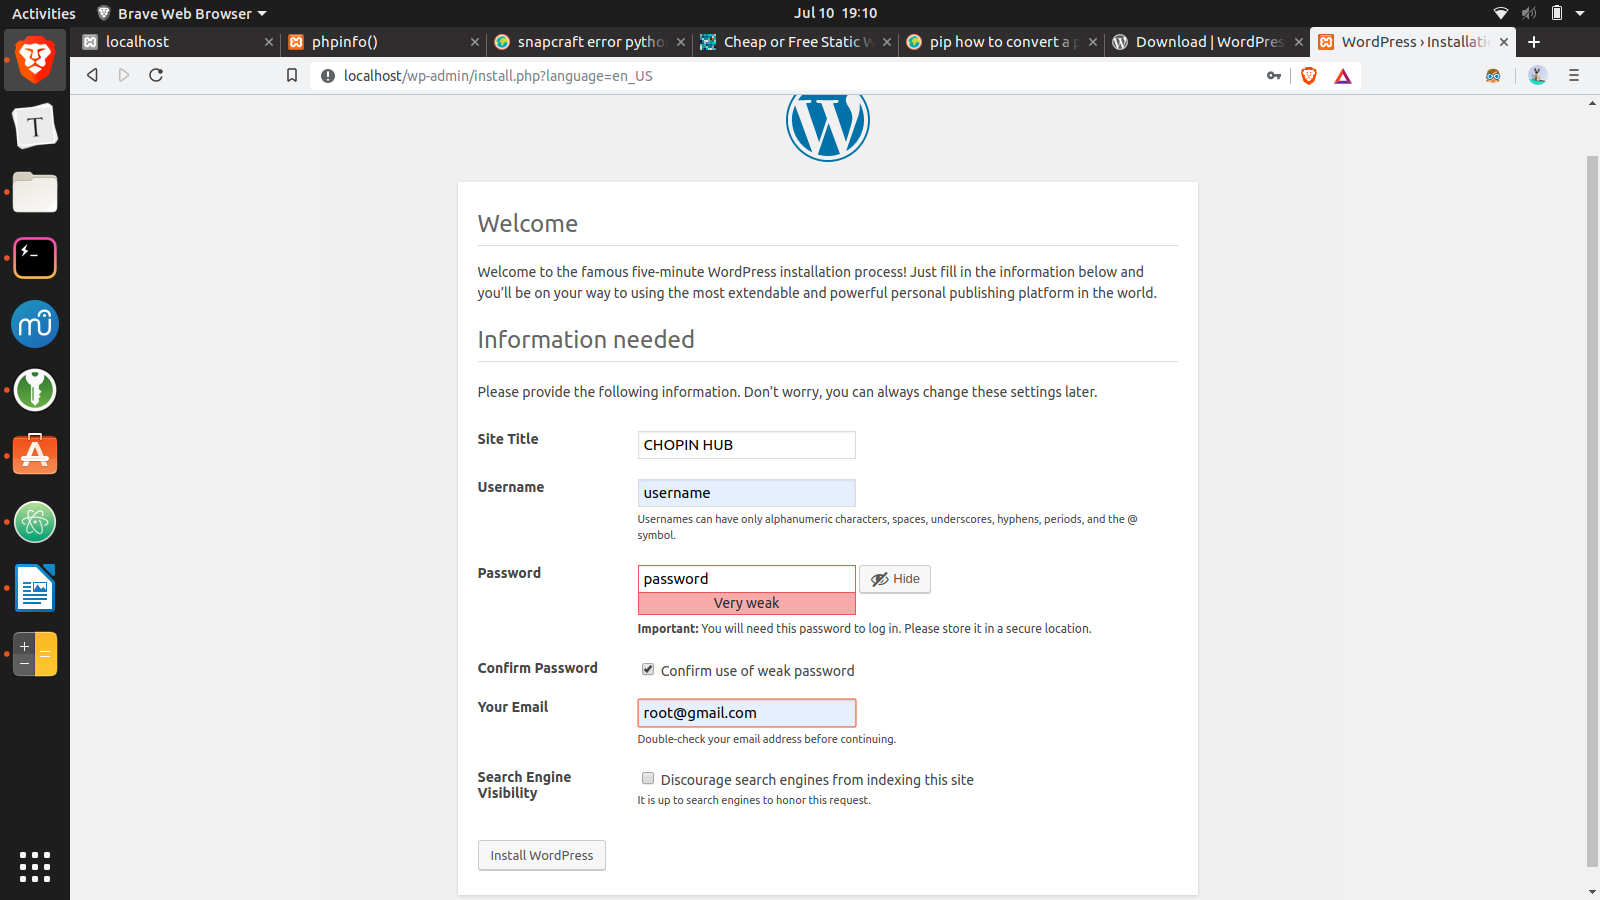 Activities
Brave Web Browser
Jul 10 19:10
localhost
phpinfo()
snapcraft error pytho
Cheap or Free Static W
pip how to convert a p
Download | WordPres
WordPress › Installati
localhost/wp-admin/install.php?language=en_US
T
Welcome
Welcome to the famous five-minute WordPress installation process! Just fill in the information below and
you’ll be on your way to using the most extendable and powerful personal publishing platform in the world.
Information needed
Please provide the following information. Don’t worry, you can always change these settings later.
Site Title
CHOPIN HUB
Username
username
Usernames can have only alphanumeric characters, spaces, underscores, hyphens, periods, and the @
symbol.
Password
password
Hide
Very weak
Important: You will need this password to log in. Please store it in a secure location.
Confirm Password
Confirm use of weak password
Your Email
root@gmail.com
Double-check your email address before continuing.
Search Engine
Visibility
Discourage search engines from indexing this site
It is up to search engines to honor this request.
Install WordPress